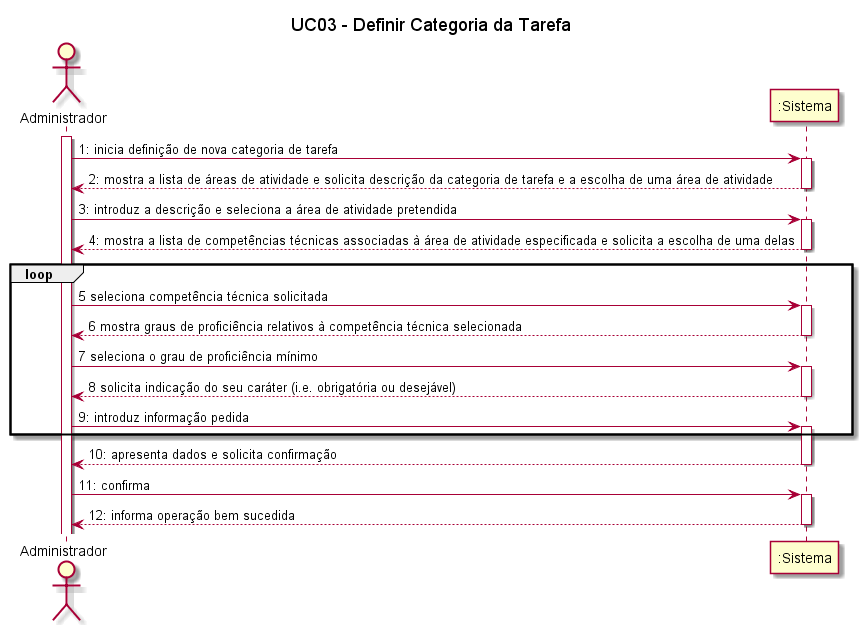 UC03 - Definir Categoria da Tarefa
Administrador
:Sistema
1: inicia definição de nova categoria de tarefa
2: mostra a lista de áreas de atividade e solicita descrição da categoria de tarefa e a escolha de uma área de atividade
3: introduz a descrição e seleciona a área de atividade pretendida
4: mostra a lista de competências técnicas associadas à área de atividade especificada e solicita a escolha de uma delas
loop
5 seleciona competência técnica solicitada
6 mostra graus de proficiência relativos à competência técnica selecionada
7 seleciona o grau de proficiência mínimo
8 solicita indicação do seu caráter (i.e. obrigatória ou desejável)
9: introduz informação pedida
10: apresenta dados e solicita confirmação
11: confirma
12: informa operação bem sucedida
Administrador
:Sistema